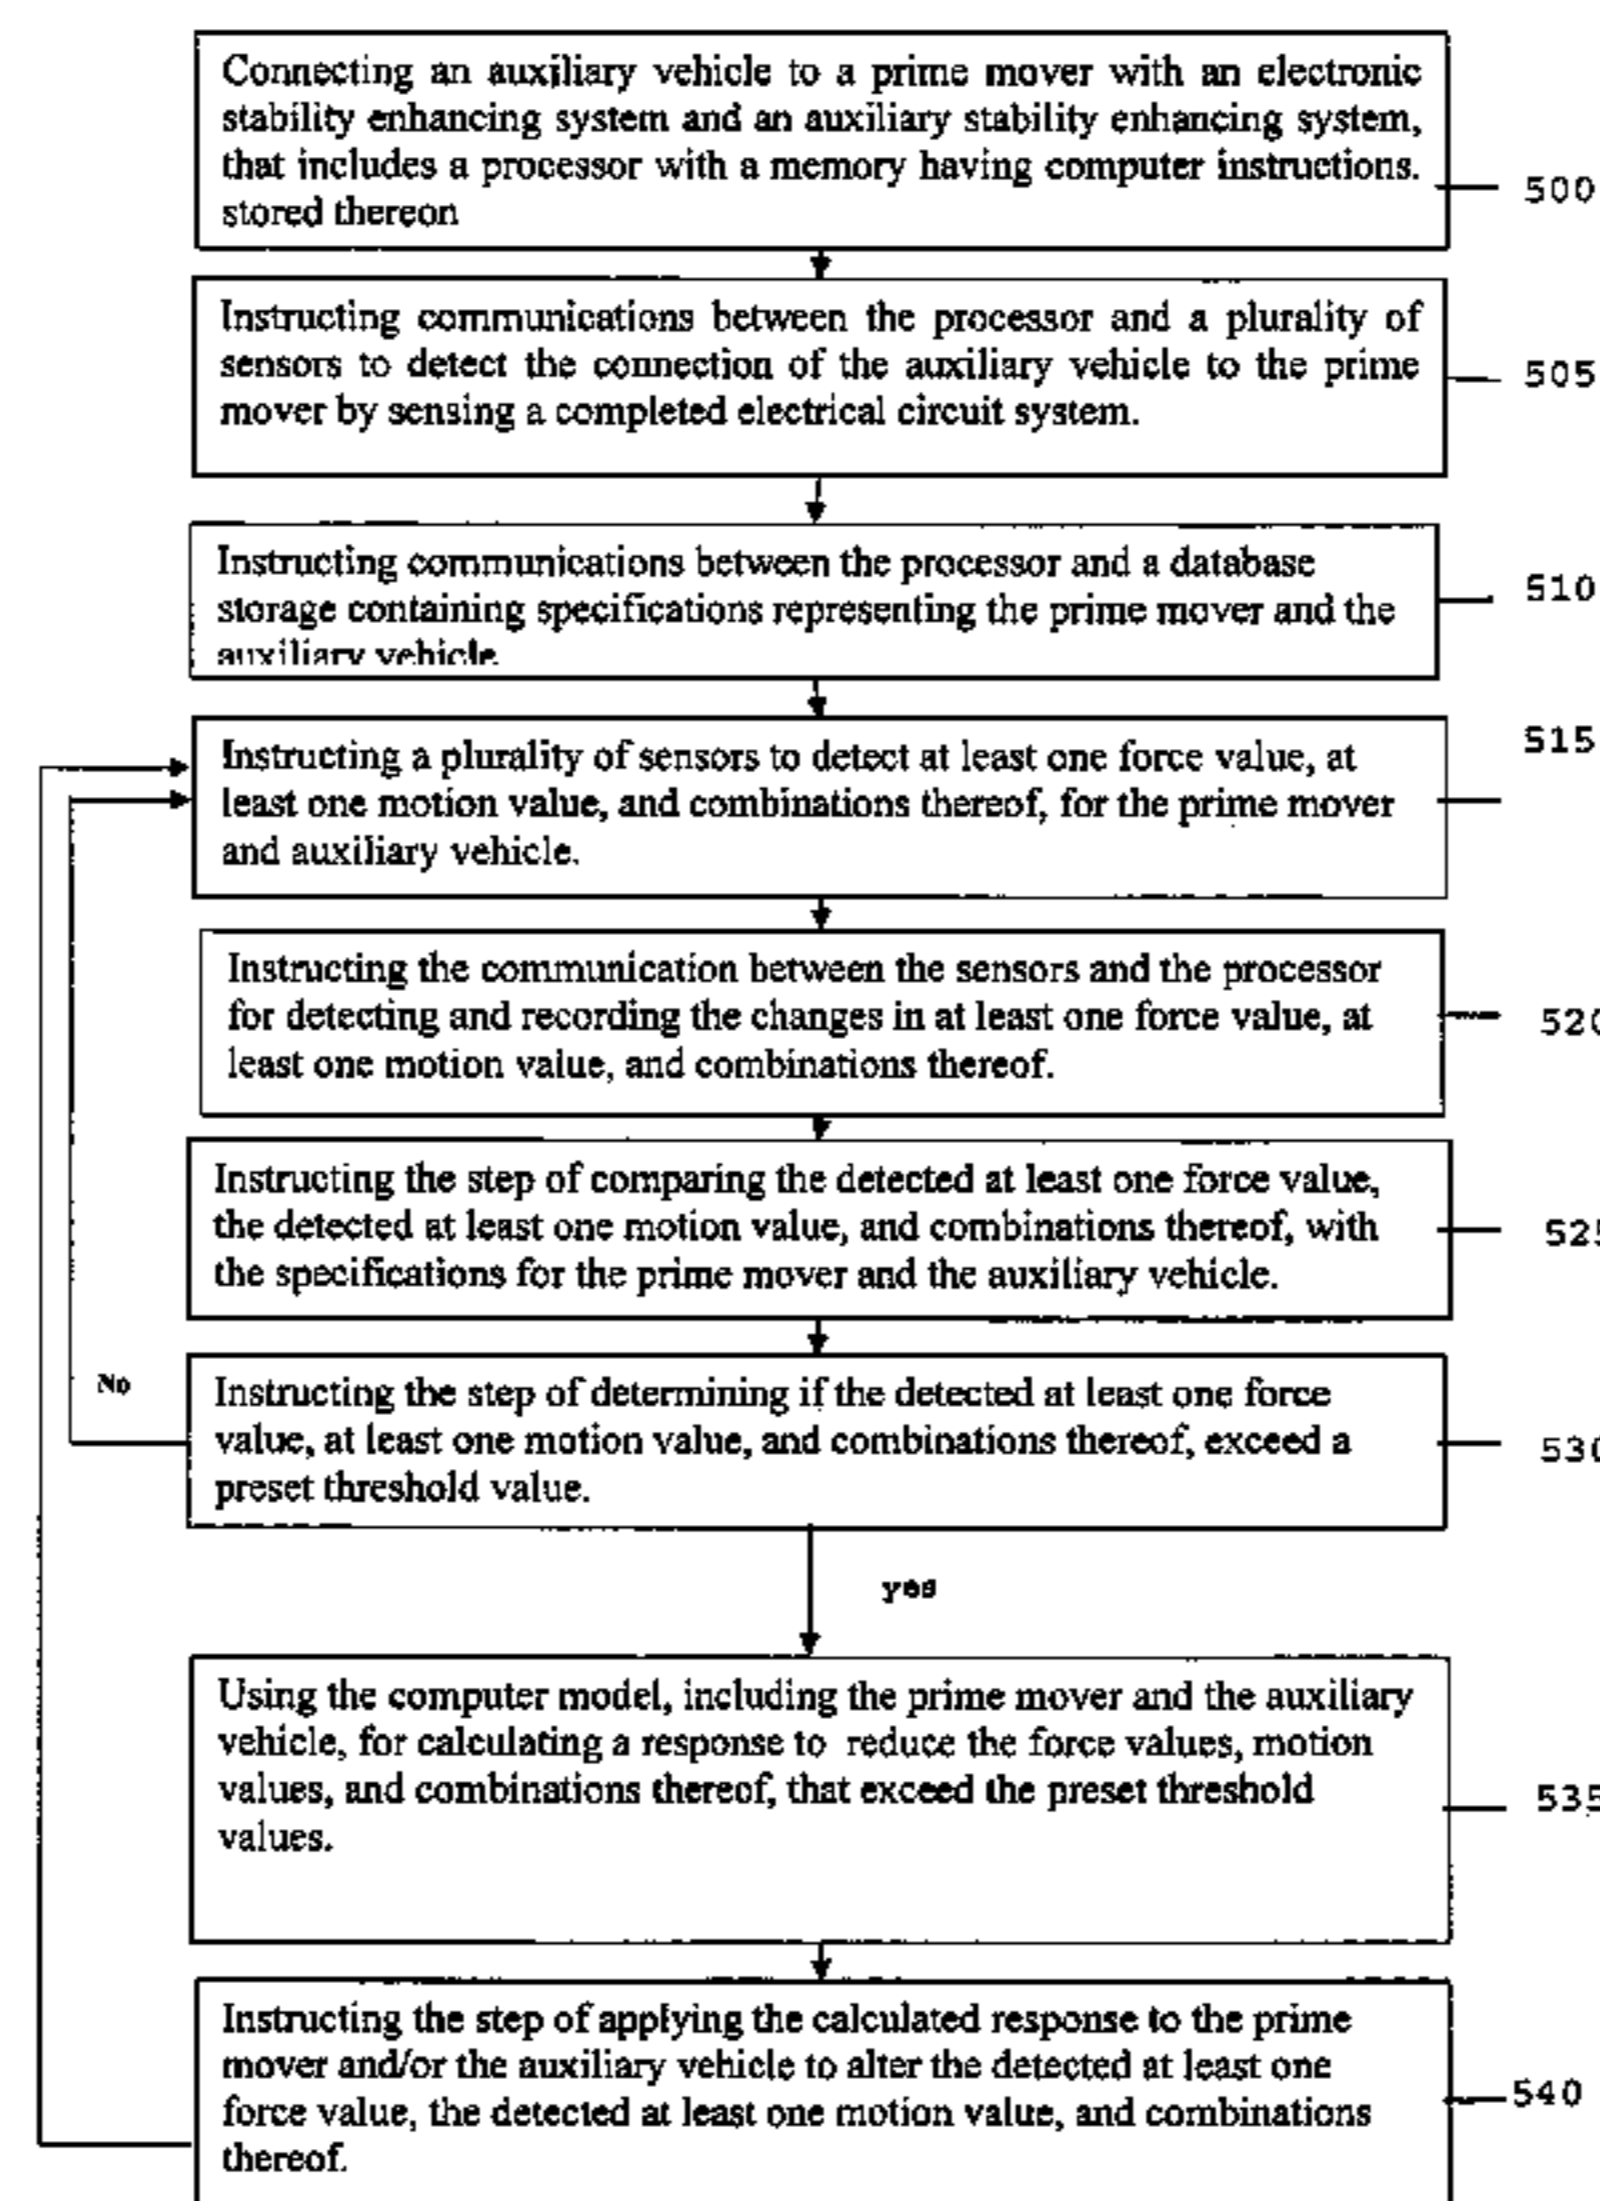 Connecting an auxiliary vehicle to a prime mover with an electronic
stability enhancing system and an auxiliary stability enhancing system,
that includes a processor with a memory having computer instructions.
stored thereon
500
Instructing communications between the processor and a plurality of
sensors to detect the connection of the auxiliary vehicle to the prime
mover by sensing a completed electrical circuit system.
505
Instructing communications between the processor and a database
storage containing specifications representing the prime mover and the
auxiliary vehicle.
510
Instructing a plurality of sensors to detect at least one force value, at
least one motion value, and combinations thereof, for the prime mover
and auxiliary vehicle.
515
Instructing the communication between the sensors and the processor
for detecting and recording the changes in at least one force value, at
least one motion value, and combinations thereof.
520
Instructing the step of comparing the detected at least one force value,
the detected at least one motion value, and combinations thereof, with
the specifications for the prime mover and the auxiliary vehicle.
525
No
Instructing the step of determining if the detected at least one force
value, at least one motion value, and combinations thereof, exceed a
preset threshold value.
530
yes
Using the computer model, including the prime mover and the auxiliary
vehicle, for calculating a response to reduce the force values, motion
values, and combinations thereof, that exceed the preset threshold
values.
535
Instructing the step of applying the calculated response to the prime
mover and/or the auxiliary vehicle to alter the detected at least one
force value, the detected at least one motion value, and combinations
thereof.
540